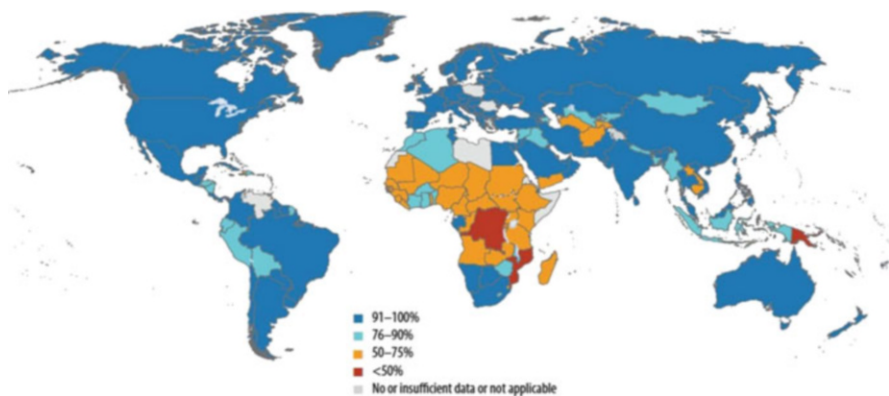 91–100%
76–90%
50–75%
<50%
No or insufficient data or not applicable